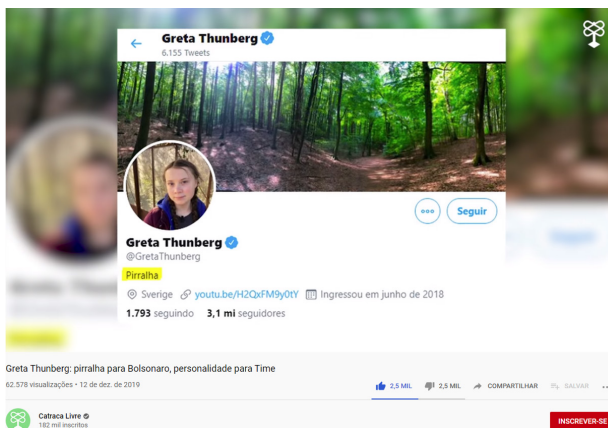 Greta Thunberg
6.155 Tweets
Seguir
Greta Thunberg
@GretaThunberg
Pirralha
Sverige youtu.be/H2QxFM9y0tY Ingressou em junho de 2018
1.793 seguindo 3,1 mi seguidores
Greta Thunberg: pirralha para Bolsonaro, personalidade para Time
62.578 visualizações • 12 de dez. de 2019
2,5 MIL 2,5 MIL COMPARTILHAR SALVAR
Catraca Livre
182 mil inscritos
INSCREVER-SE